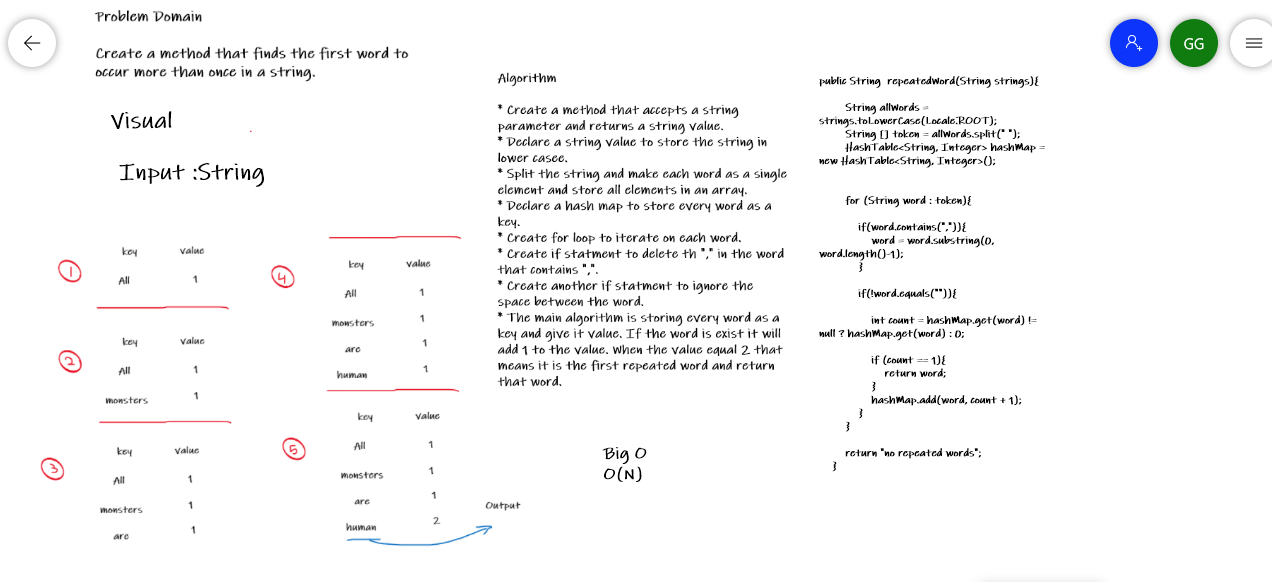 Problem Domain
Create a method that finds the first word to
occur more than once in a string.
Visual
Input :String
1
key value
All 1
2
key value
All 1
monsters 1
3
key value
All 1
monsters 1
are 1
4
key value
All 1
monsters 1
are 1
human 1
5
key value
All 1
monsters 1
are 1
human 2
Output
Algorithm
* Create a method that accepts a string
parameter and returns a string value.
* Declare a string value to store the string in
lower casee.
* Split the string and make each word as a single
element and store all elements in an array.
* Declare a hash map to store every word as a
key.
* Create for loop to iterate on each word.
* Create if statment to delete th "," in the word
that contains ",".
* Create another if statment to ignore the
space between the word.
* The main algorithm is storing every word as a
key and give it value. If the word is exist it will
add 1 to the value. When the value equal 2 that
means it is the first repeated word and return
that word.
Big O
O(N)
public String repeatedWord(String strings){
String allWords =
strings.toLowerCase(Locale.ROOT);
String [] token = allWords.split(" ");
HashTable<String, Integer> hashMap =
new HashTable<String, Integer>();
for (String word : token){
if(word.contains(",")){
word = word.substring(0,
word.length()-1);
}
if(!word.equals("")){
int count = hashMap.get(word) !=
null ? hashMap.get(word) : 0;
if (count == 1){
return word;
}
hashMap.add(word, count + 1);
}
}
return "no repeated words";
}
GG